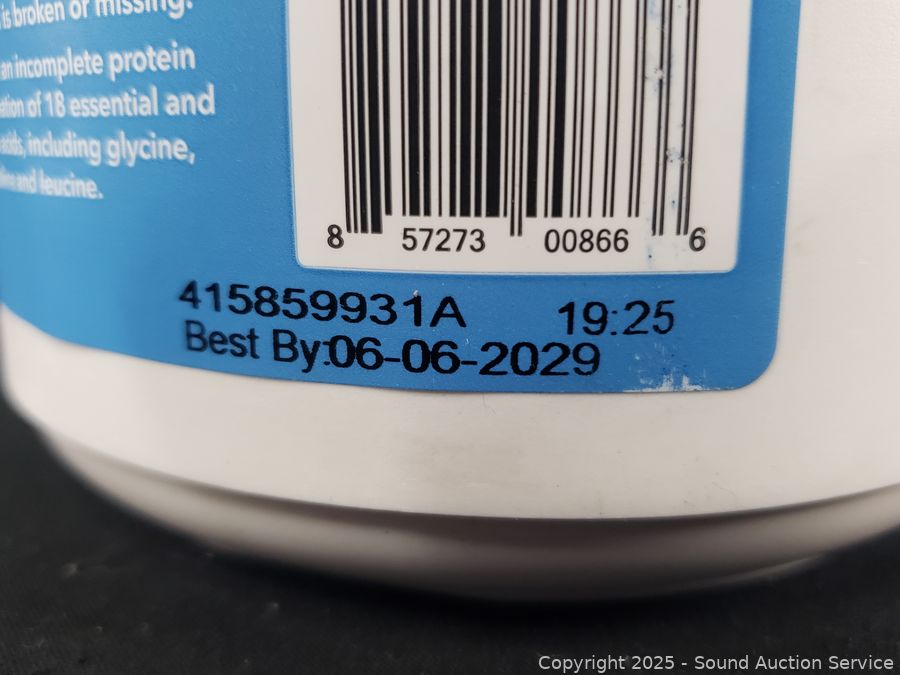 is broken or missing.
an incomplete protein
of 18 essential and
including glycine,
and leucine.
8 57273 00866 6
415859931A 19:25
Best By:06-06-2029
Copyright 2025 - Sound Auction Service